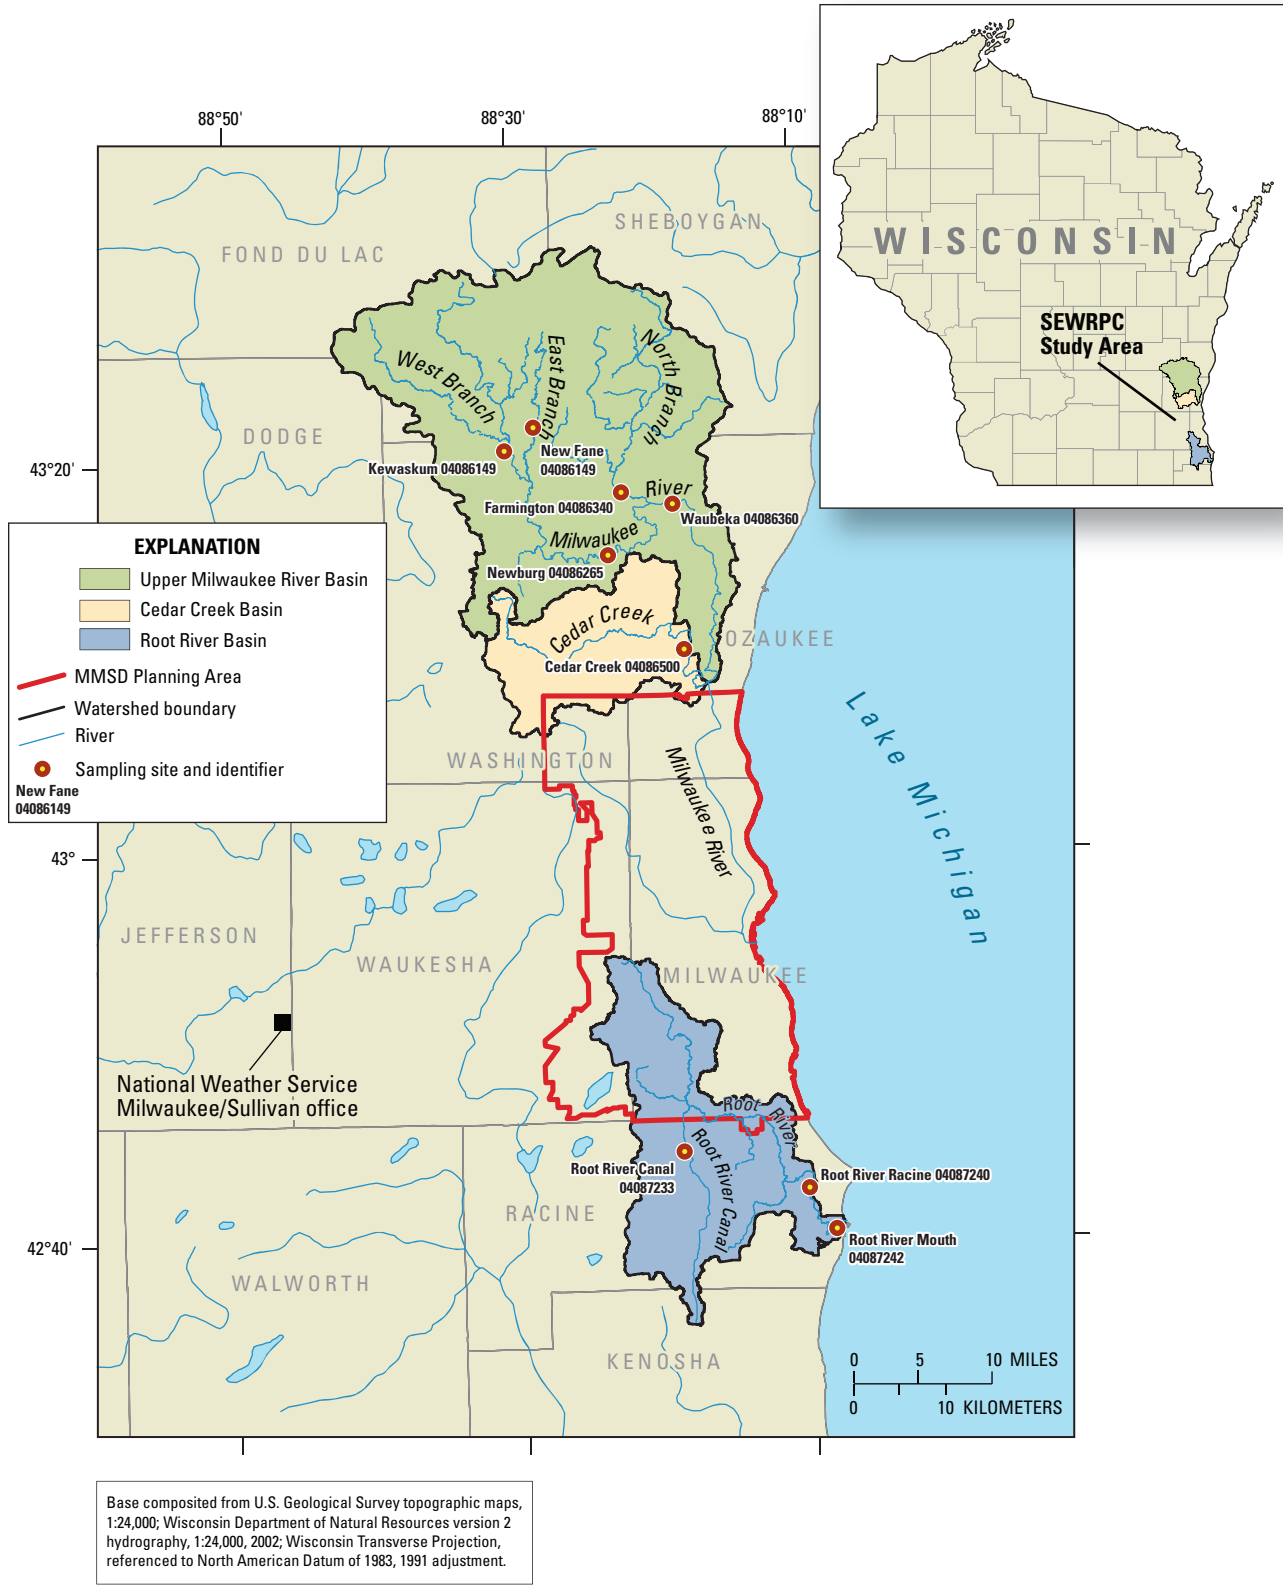 88°50'
88°30'
88°10'
WISCONSIN
SEWRPC
Study Area
FOND DU LAC
SHEBOYGAN
West Branch
East Branch
North Branch
DODGE
43°20'
Kewaskum 04086149
New Fane
04086149
Farmington 04086340
River
Waubeka 04086360
Milwaukee
Newburg 04086265
EXPLANATION
Upper Milwaukee River Basin
Cedar Creek Basin
Root River Basin
MMSD Planning Area
Watershed boundary
River
Sampling site and identifier
New Fane
04086149
Cedar Creek
OZAUKEE
Cedar Creek 04086500
WASHINGTON
Milwaukee River
Lake Michigan
43°
JEFFERSON
WAUKESHA
MILWAUKEE
National Weather Service
Milwaukee/Sullivan office
Root River
Root River Canal
04087233
Root River Canal
Root River Racine 04087240
RACINE
Root River Mouth
04087242
42°40'
WALWORTH
KENOSHA
0 5 10 MILES
0 10 KILOMETERS
Base composited from U.S. Geological Survey topographic maps,
1:24,000; Wisconsin Department of Natural Resources version 2
hydrography, 1:24,000, 2002; Wisconsin Transverse Projection,
referenced to North American Datum of 1983, 1991 adjustment.